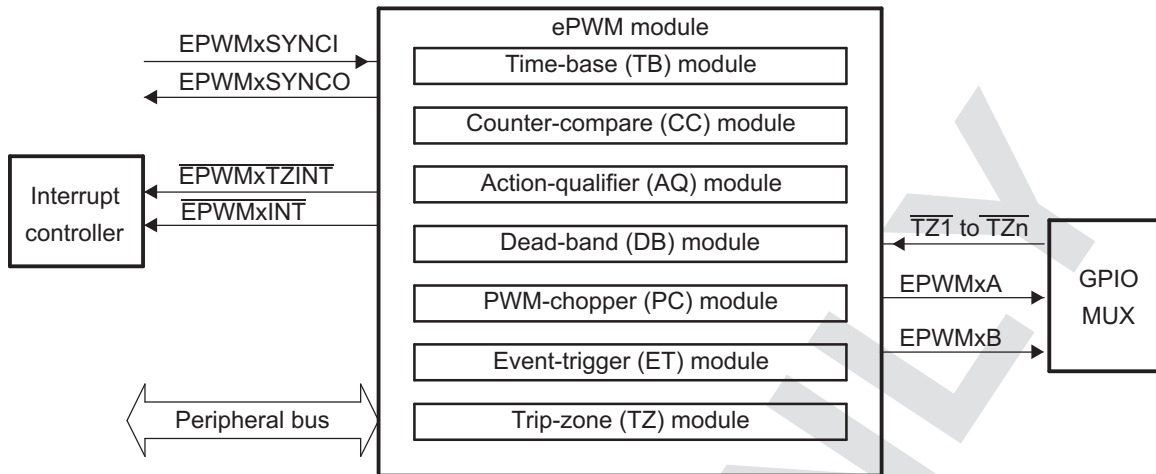 ePWM module
EPWMxSYNCI
Time-base (TB) module
EPWMxSYNCO
Counter-compare (CC) module
EPWMxTZINT
Action-qualifier (AQ) module
Interrupt
controller
EPWMxINT
TZ1 to TZn
Dead-band (DB) module
EPWMxA
GPIO
MUX
PWM-chopper (PC) module
EPWMxB
Event-trigger (ET) module
Peripheral bus
Trip-zone (TZ) module